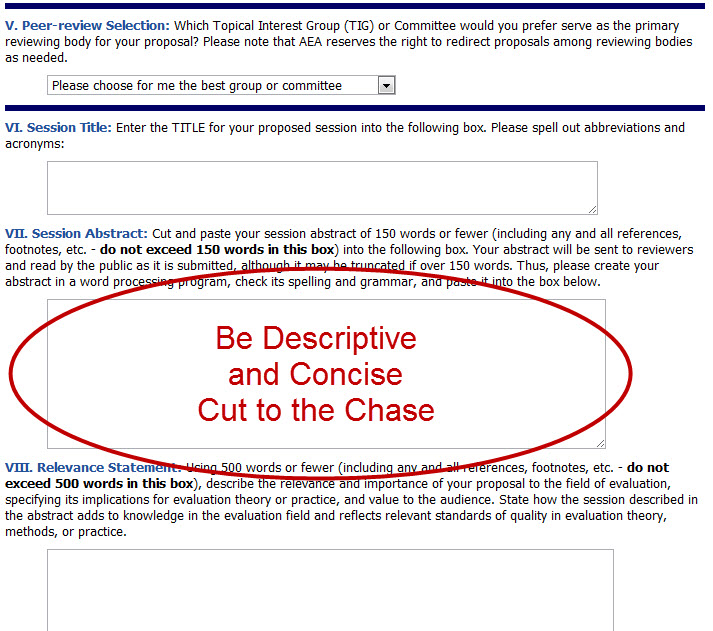 V. Peer-review Selection: Which Topical Interest Group (TIG) or Committee would you prefer serve as the primary
reviewing body for your proposal? Please note that AEA reserves the right to redirect proposals among reviewing bodies
as needed.
Please choose for me the best group or committee
VI. Session Title: Enter the TITLE for your proposed session into the following box. Please spell out abbreviations and
acronyms:
VII. Session Abstract: Cut and paste your session abstract of 150 words or fewer (including any and all references,
footnotes, etc. - do not exceed 150 words in this box) into the following box. Your abstract will be sent to reviewers
and read by the public as it is submitted, although it may be truncated if over 150 words. Thus, please create your
abstract in a word processing program, check its spelling and grammar, and paste it into the box below.
Be Descriptive
and Concise
Cut to the Chase
VIII. Relevance Statement: Using 500 words or fewer (including any and all references, footnotes, etc. - do not
exceed 500 words in this box), describe the relevance and importance of your proposal to the field of evaluation,
specifying its implications for evaluation theory or practice, and value to the audience. State how the session described in
the abstract adds to knowledge in the evaluation field and reflects relevant standards of quality in evaluation theory,
methods, or practice.